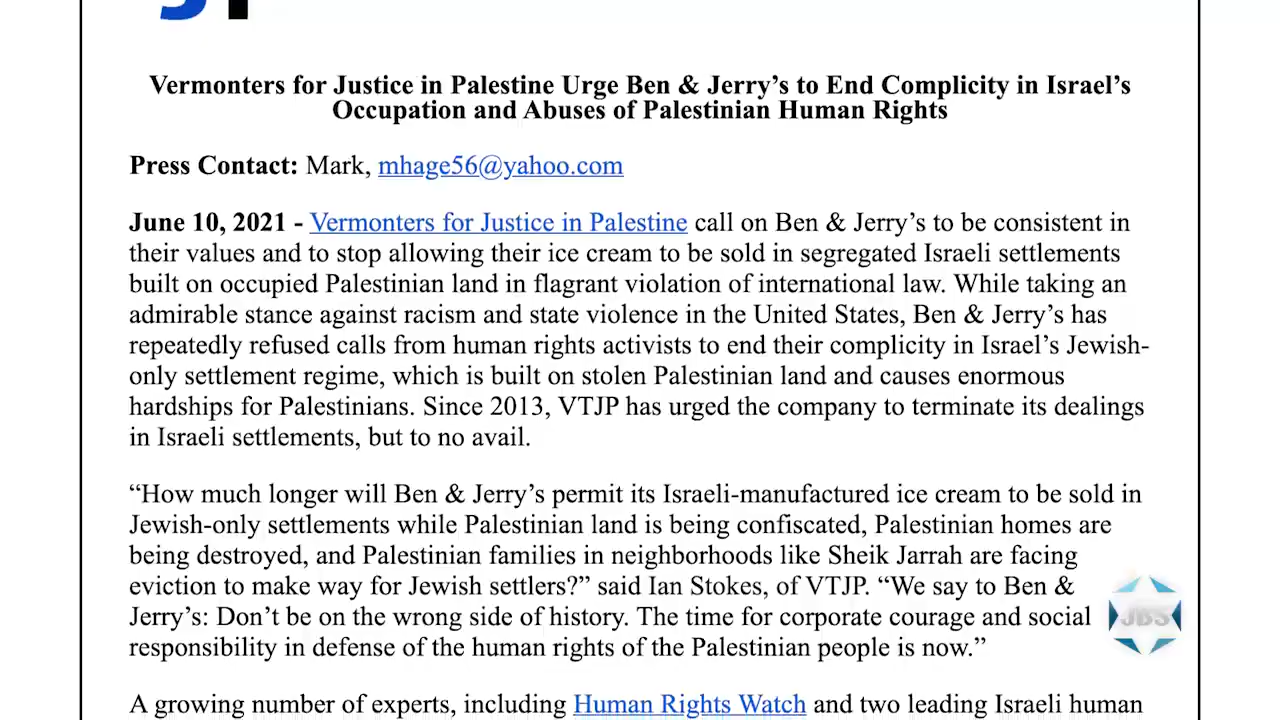 Vermonters for Justice in Palestine Urge Ben & Jerry’s to End Complicity in Israel’s
Occupation and Abuses of Palestinian Human Rights
Press Contact: Mark, mhage56@yahoo.com
June 10, 2021 - Vermonters for Justice in Palestine call on Ben & Jerry’s to be consistent in
their values and to stop allowing their ice cream to be sold in segregated Israeli settlements
built on occupied Palestinian land in flagrant violation of international law. While taking an
admirable stance against racism and state violence in the United States, Ben & Jerry’s has
repeatedly refused calls from human rights activists to end their complicity in Israel’s Jewish-
only settlement regime, which is built on stolen Palestinian land and causes enormous
hardships for Palestinians. Since 2013, VTJP has urged the company to terminate its dealings
in Israeli settlements, but to no avail.
“How much longer will Ben & Jerry’s permit its Israeli-manufactured ice cream to be sold in
Jewish-only settlements while Palestinian land is being confiscated, Palestinian homes are
being destroyed, and Palestinian families in neighborhoods like Sheik Jarrah are facing
eviction to make way for Jewish settlers?” said Ian Stokes, of VTJP. “We say to Ben &
Jerry’s: Don’t be on the wrong side of history. The time for corporate courage and social
responsibility in defense of the human rights of the Palestinian people is now.”
JBS
A growing number of experts, including Human Rights Watch and two leading Israeli human